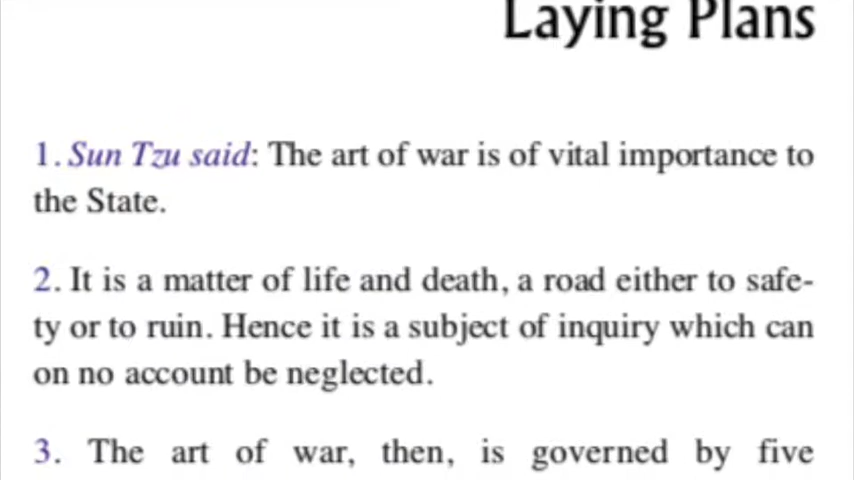 Laying Plans
1. Sun Tzu said: The art of war is of vital importance to
the State.
2. It is a matter of life and death, a road either to safe-
ty or to ruin. Hence it is a subject of inquiry which can
on no account be neglected.
3. The art of war, then, is governed by five